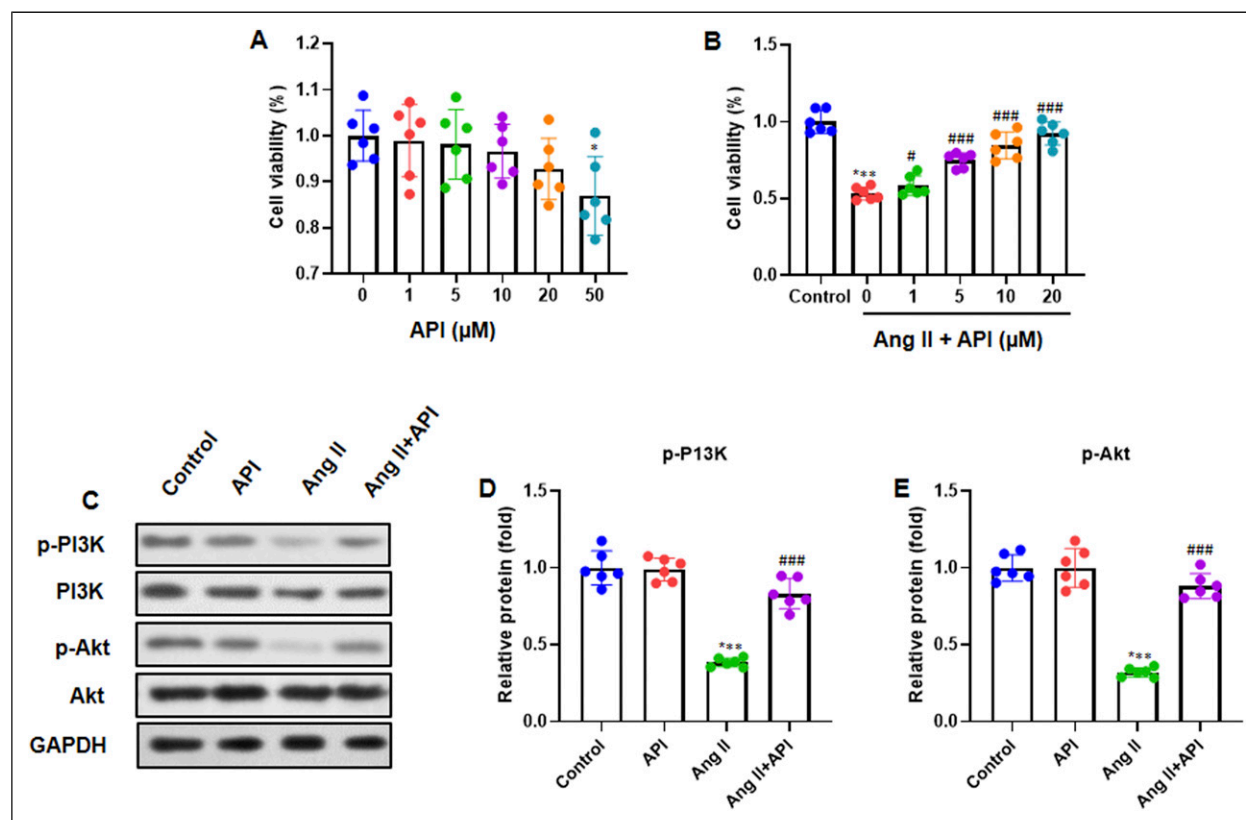 A
Cell viability (%)
1.2
1.1
1.0
0.9
0.8
0.7
*
0 1 5 10 20 50
API (μM)
B
Cell viability (%)
1.5
1.0
0.5
0.0
***
#
###
###
###
Control 0 1 5 10 20
Ang II + API (μM)
C
Control API Ang II Ang II+API
p-PI3K
PI3K
p-Akt
Akt
GAPDH
p-P13K
D
Relative protein (fold)
1.5
1.0
0.5
0.0
***
###
Control API Ang II Ang II+API
p-Akt
E
Relative protein (fold)
1.5
1.0
0.5
0.0
***
###
Control API Ang II Ang II+API